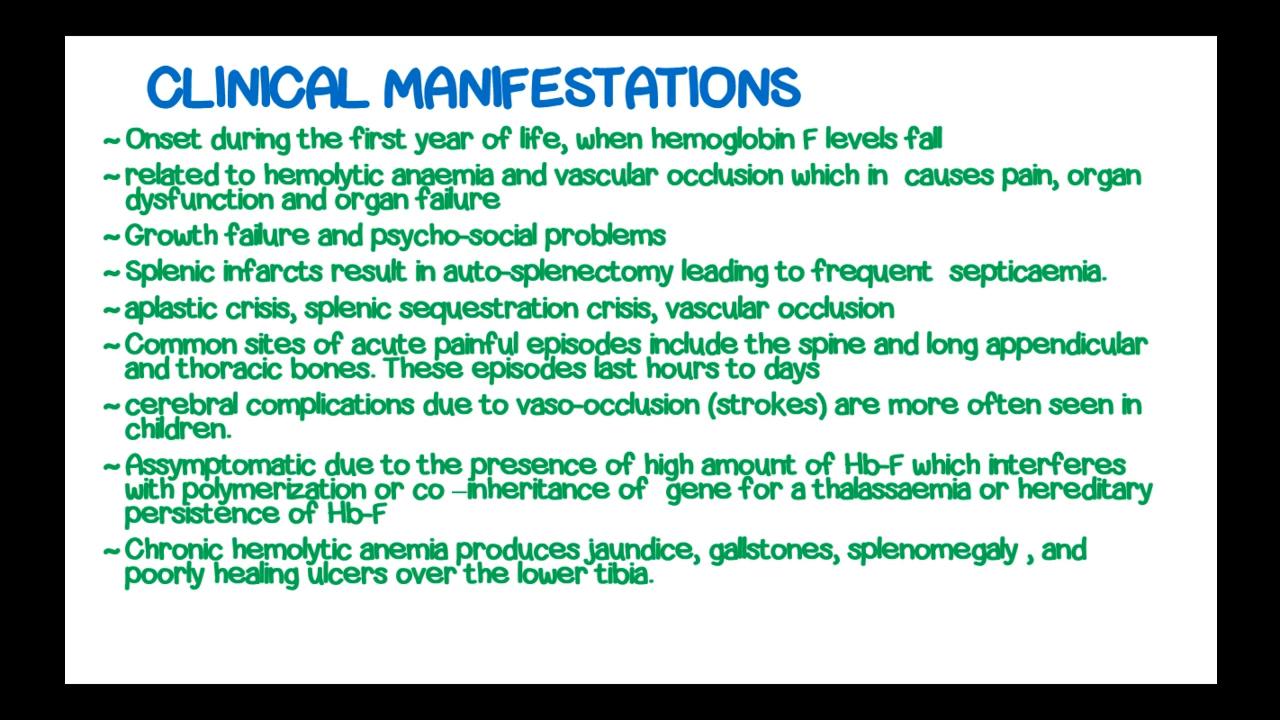 CLINICAL MANIFESTATIONS
~ Onset during the first year of life, when hemoglobin F levels fall
~ related to hemolytic anaemia and vascular occlusion which in causes pain, organ
dysfunction and organ failure
~ Growth failure and psycho-social problems
~ Splenic infarcts result in auto-splenectomy leading to frequent septicaemia.
~ aplastic crisis, splenic sequestration crisis, vascular occlusion
~ Common sites of acute painful episodes include the spine and long appendicular
and thoracic bones. These episodes last hours to days
~ cerebral complications due to vaso-occlusion (strokes) are more often seen in
children.
~ Assymptomatic due to the presence of high amount of Hb-F which interferes
with polymerization or co –inheritance of gene for a thalassaemia or hereditary
persistence of Hb-F
~ Chronic hemolytic anemia produces jaundice, gallstones, splenomegaly , and
poorly healing ulcers over the lower tibia.